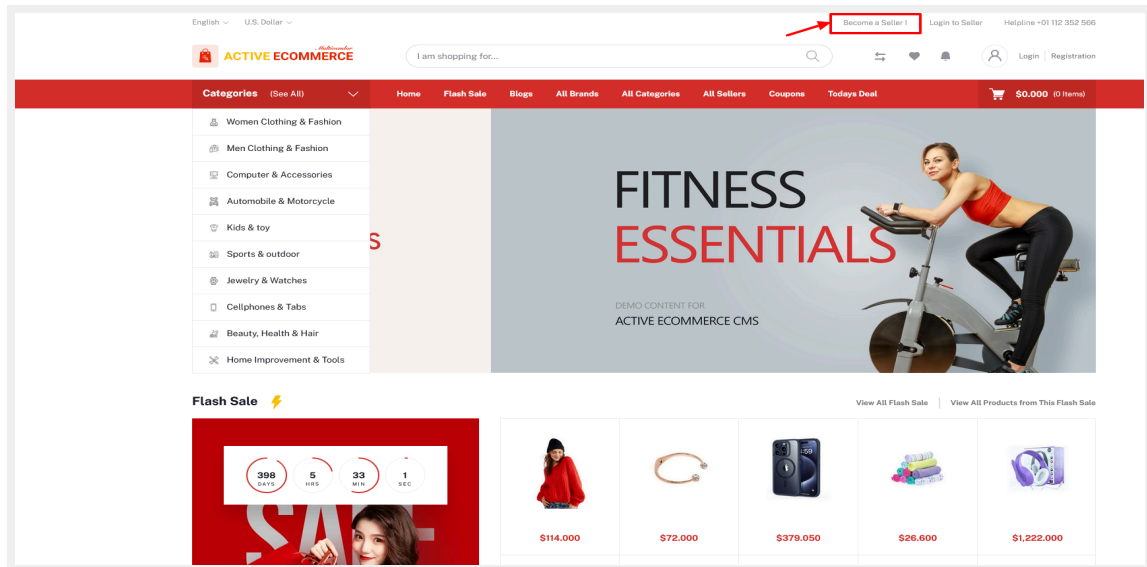 English U.S. Dollar Become a Seller ! Login to Seller Helpline +01 112 352 566
Multivendor
ACTIVE ECOMMERCE I am shopping for... Login Registration
Categories (See All) Home Flash Sale Blogs All Brands All Categories All Sellers Coupons Todays Deal $0.000 (0 Items)
Women Clothing & Fashion
Men Clothing & Fashion
Computer & Accessories
Automobile & Motorcycle
Kids & toy
Sports & outdoor
Jewelry & Watches
Cellphones & Tabs
Beauty, Health & Hair
Home Improvement & Tools
S
FITNESS
ESSENTIALS
DEMO CONTENT FOR
ACTIVE ECOMMERCE CMS
Flash Sale View All Flash Sale View All Products from This Flash Sale
398 5 33 1
DAYS HRS MIN SEC
SALE
$114.000 $72.000 $379.050 $26.600 $1,222.000